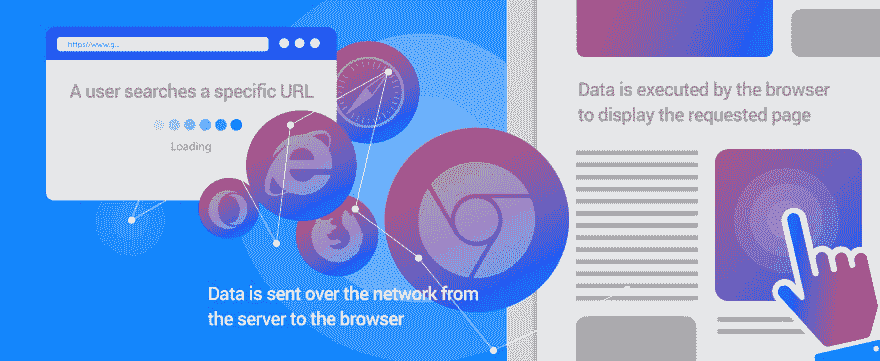 https//www.g...
A user searches a specific URL
Loading
Data is sent over the network from
the server to the browser
Data is executed by the browser
to display the requested page